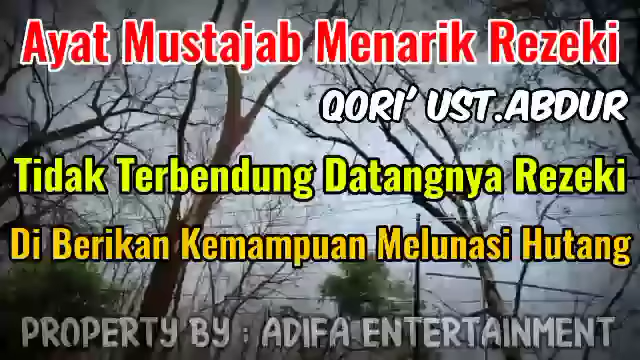 Ayat Mustajab Menarik Rezeki
QORI' UST.ABDUR
Tidak Terbendung Datangnya Rezeki
Di Berikan Kemampuan Melunasi Hutang
PROPERTY BY : ADIFA ENTERTAINMENT